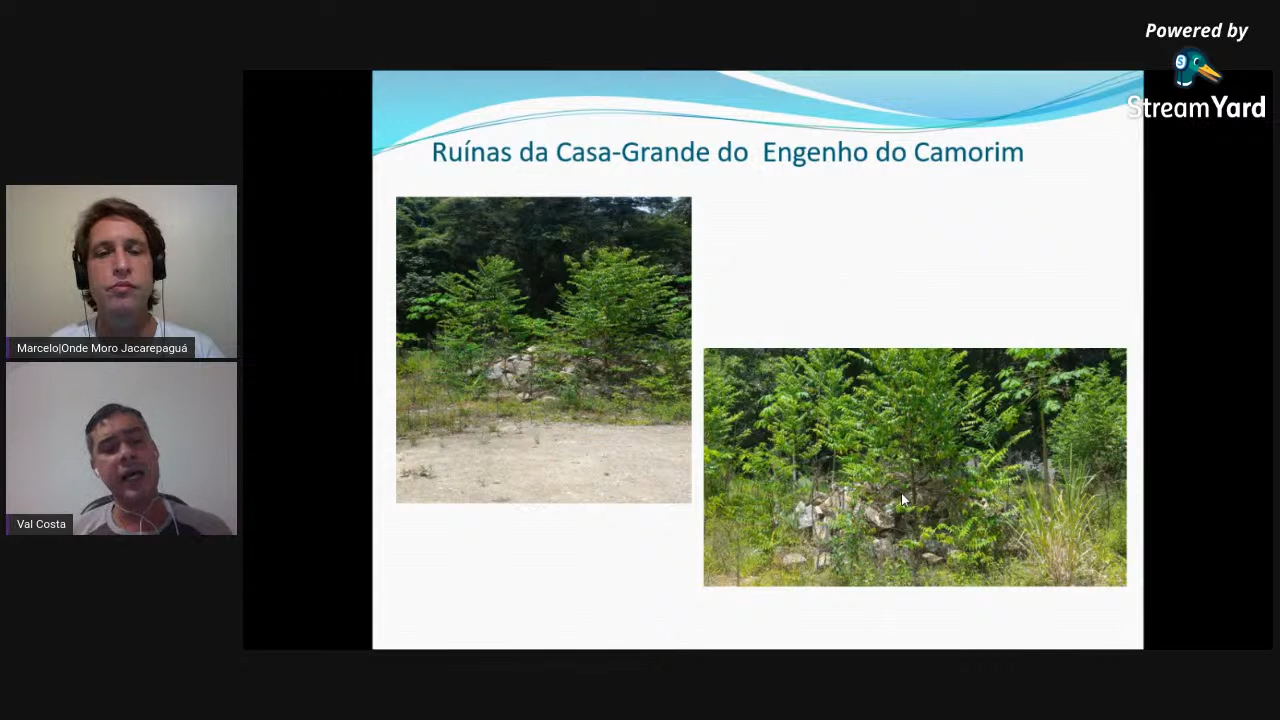 Powered by
StreamYard
Ruínas da Casa-Grande do Engenho do Camorim
Marcelo|Onde Moro Jacarepaguá
Val Costa